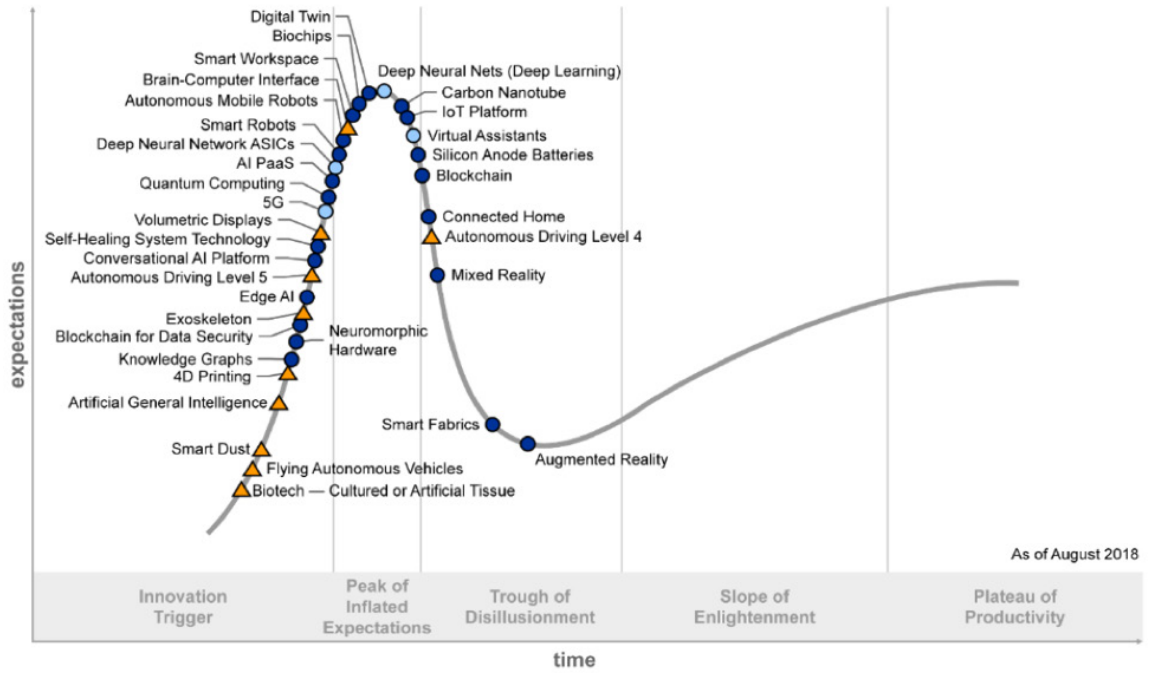 Digital Twin
Biochips
Smart Workspace
Brain-Computer Interface
Autonomous Mobile Robots
Smart Robots
Deep Neural Network ASICs
AI PaaS
Quantum Computing
5G
Volumetric Displays
Self-Healing System Technology
Conversational AI Platform
Autonomous Driving Level 5
Edge AI
Exoskeleton
Blockchain for Data Security
Neuromorphic
Hardware
Knowledge Graphs
4D Printing
Artificial General Intelligence
Smart Dust
Flying Autonomous Vehicles
Biotech — Cultured or Artificial Tissue
Deep Neural Nets (Deep Learning)
Carbon Nanotube
IoT Platform
Virtual Assistants
Silicon Anode Batteries
Blockchain
Connected Home
Autonomous Driving Level 4
Mixed Reality
Smart Fabrics
Augmented Reality
As of August 2018
Innovation
Trigger
Peak of
Inflated
Expectations
Trough of
Disillusionment
Slope of
Enlightenment
Plateau of
Productivity
expectations
time